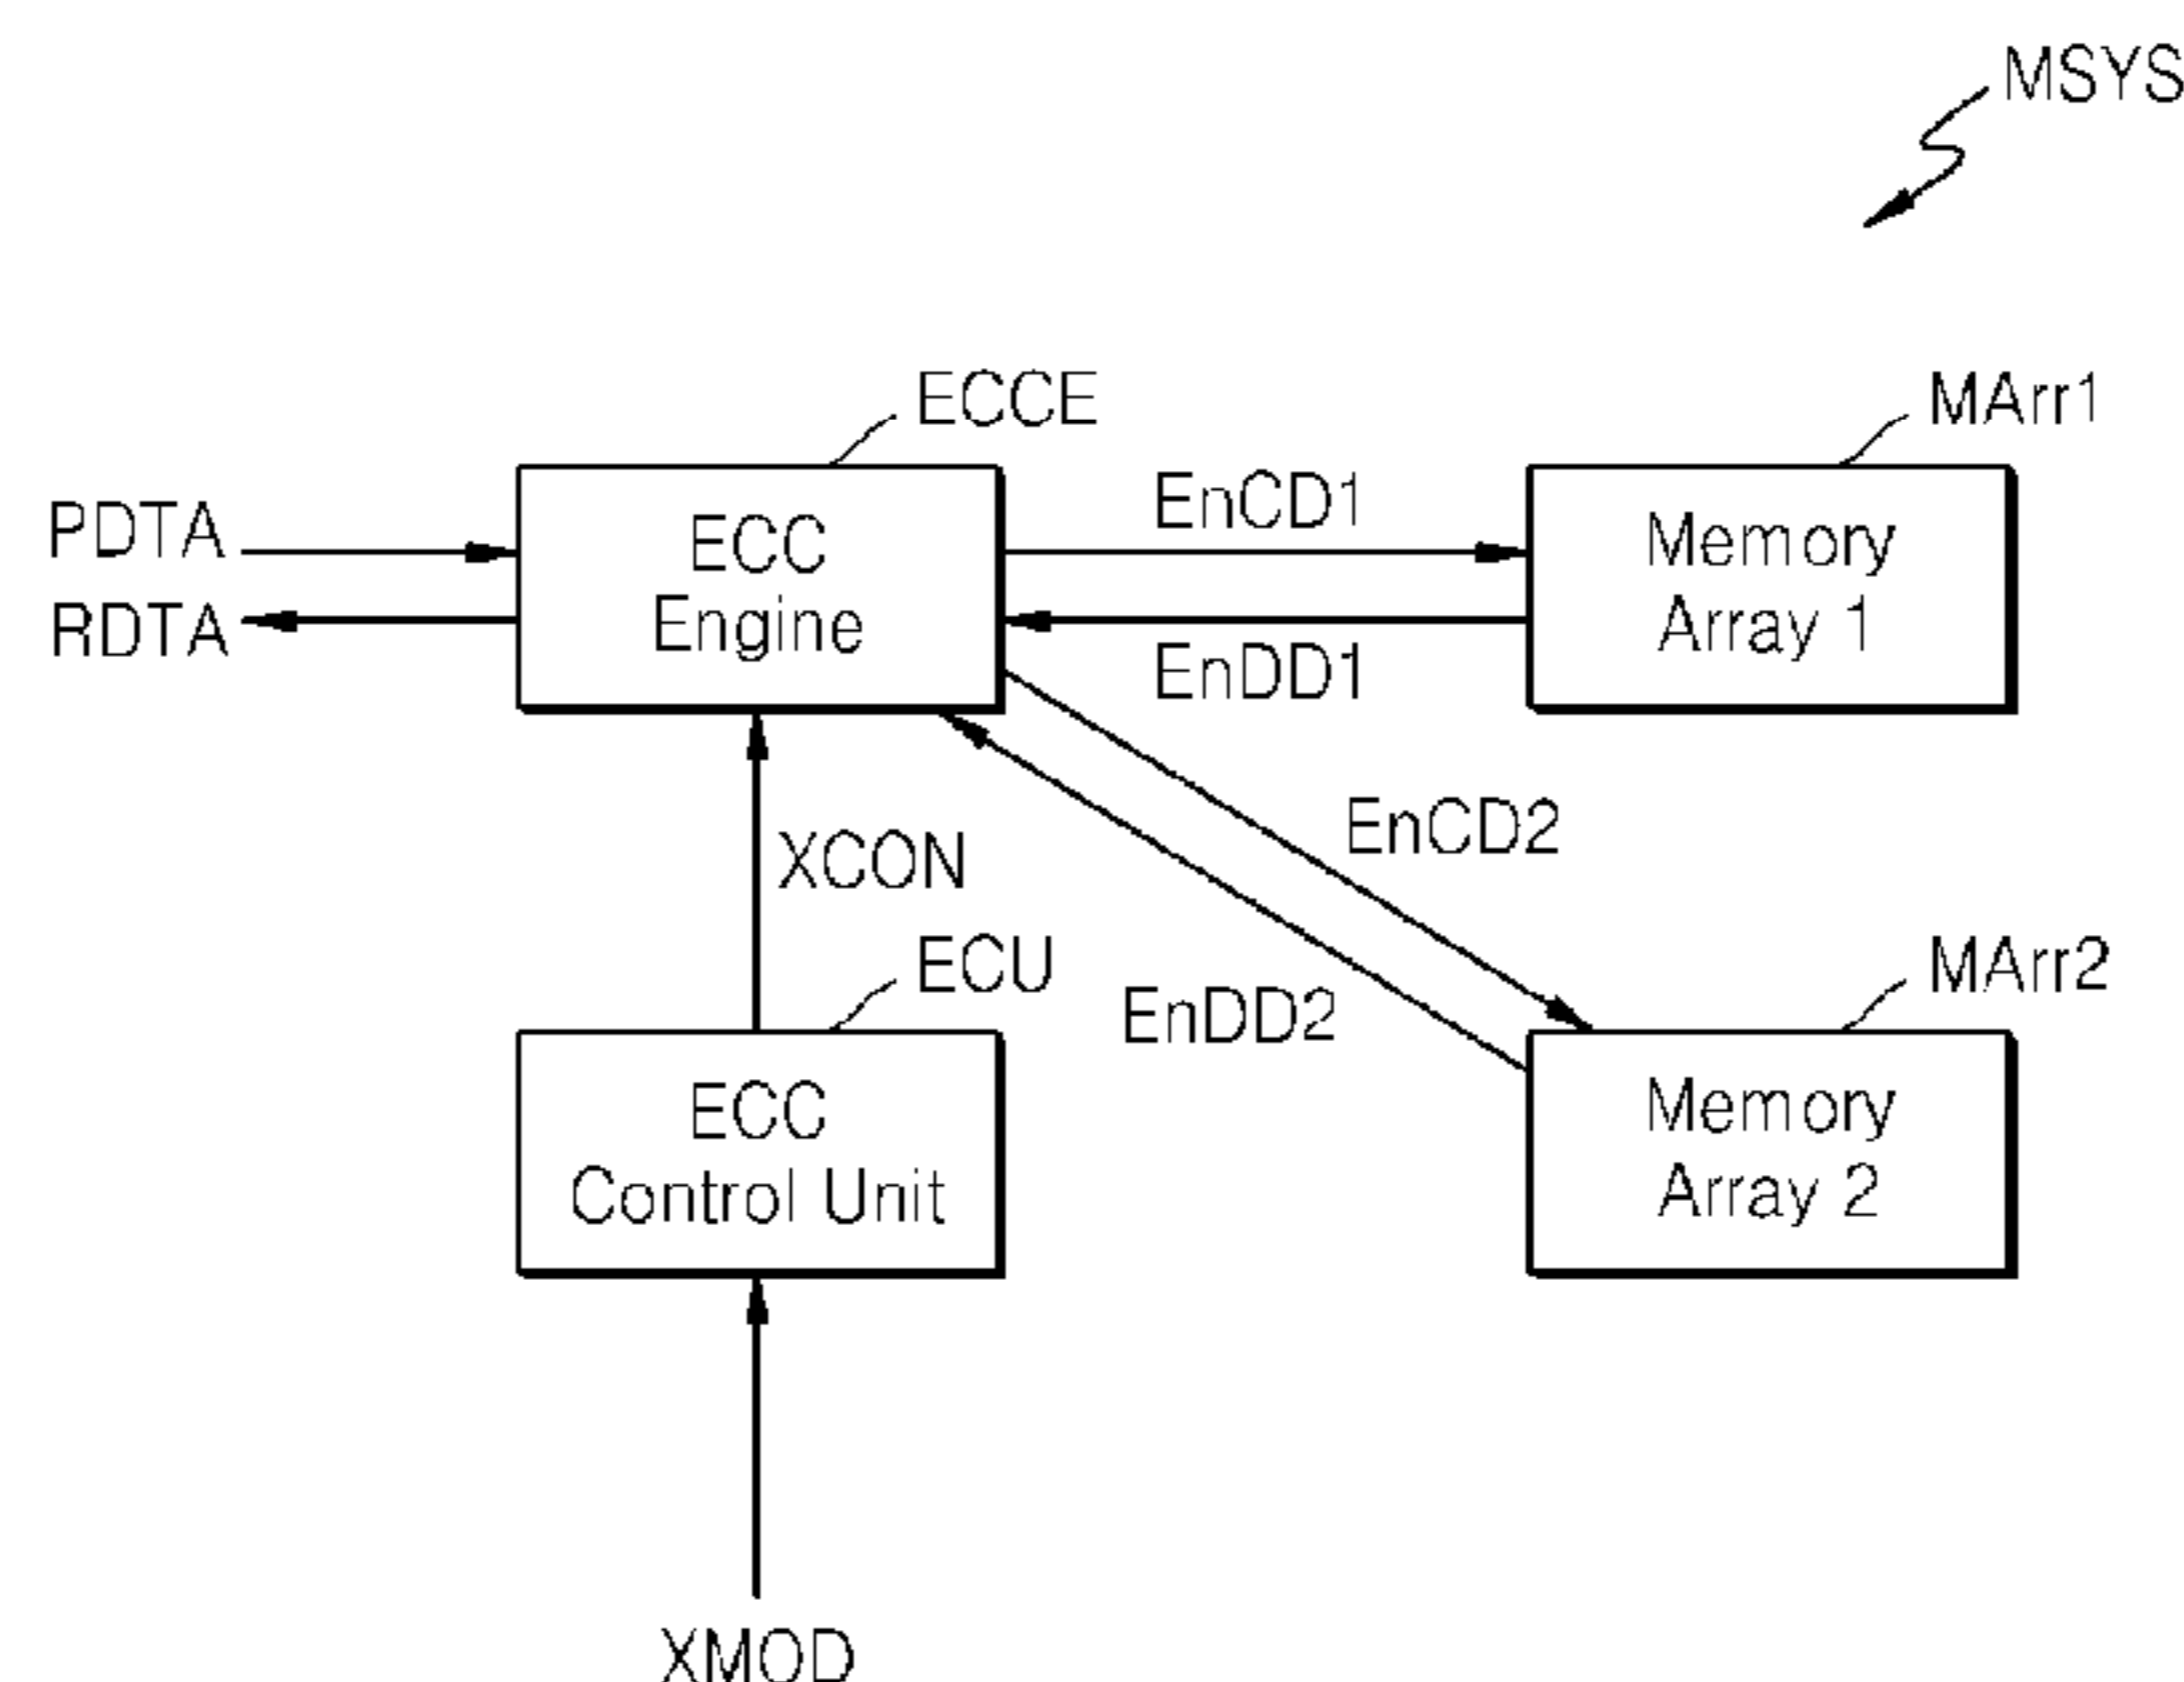 MSYS
ECCE
MArr1
PDTA
RDTA
ECC
Engine
EnCD1
EnDD1
Memory
Array 1
XCON
EnCD2
EnDD2
ECU
MArr2
ECC
Control Unit
Memory
Array 2
XMOD